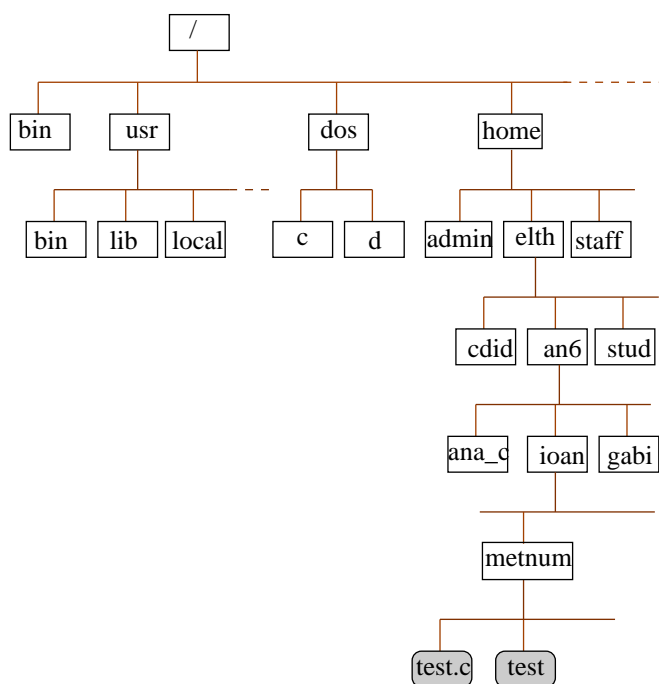 /
bin usr dos home
bin lib local c d admin elth staff
cdid an6 stud
ana_c ioan gabi
metnum
test.c test